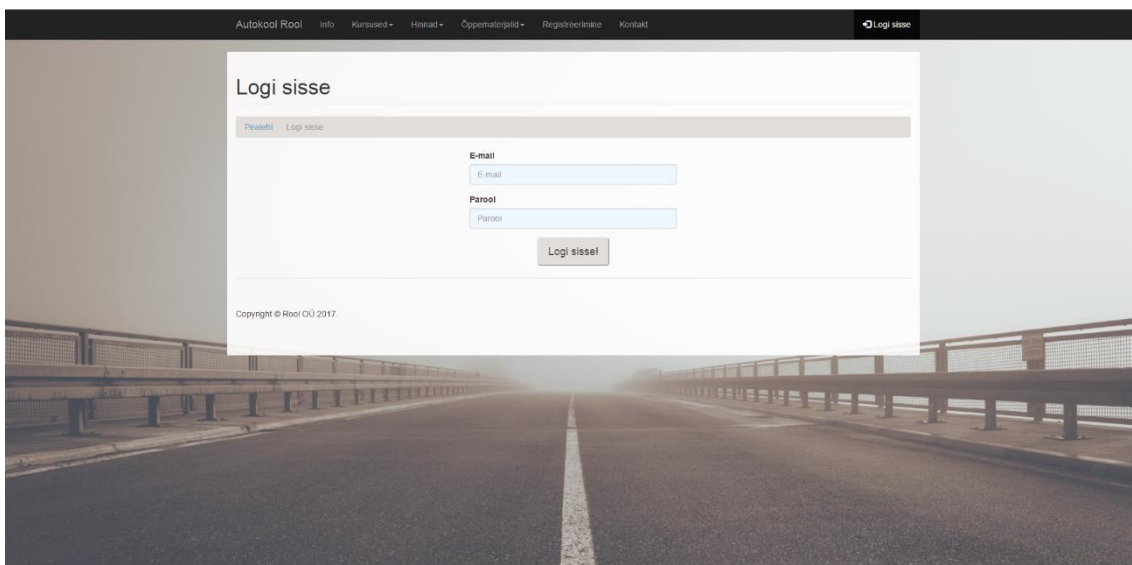 Autokool Rool Info Kursused Hinnad Õppematerjalid Registreerimine Kontakt Logi sisse
Logi sisse
Pealeht Logi sisse
E-mail
E-mail
Parool
Parool
Logi sisse!
Copyright © Rool OÜ 2017.